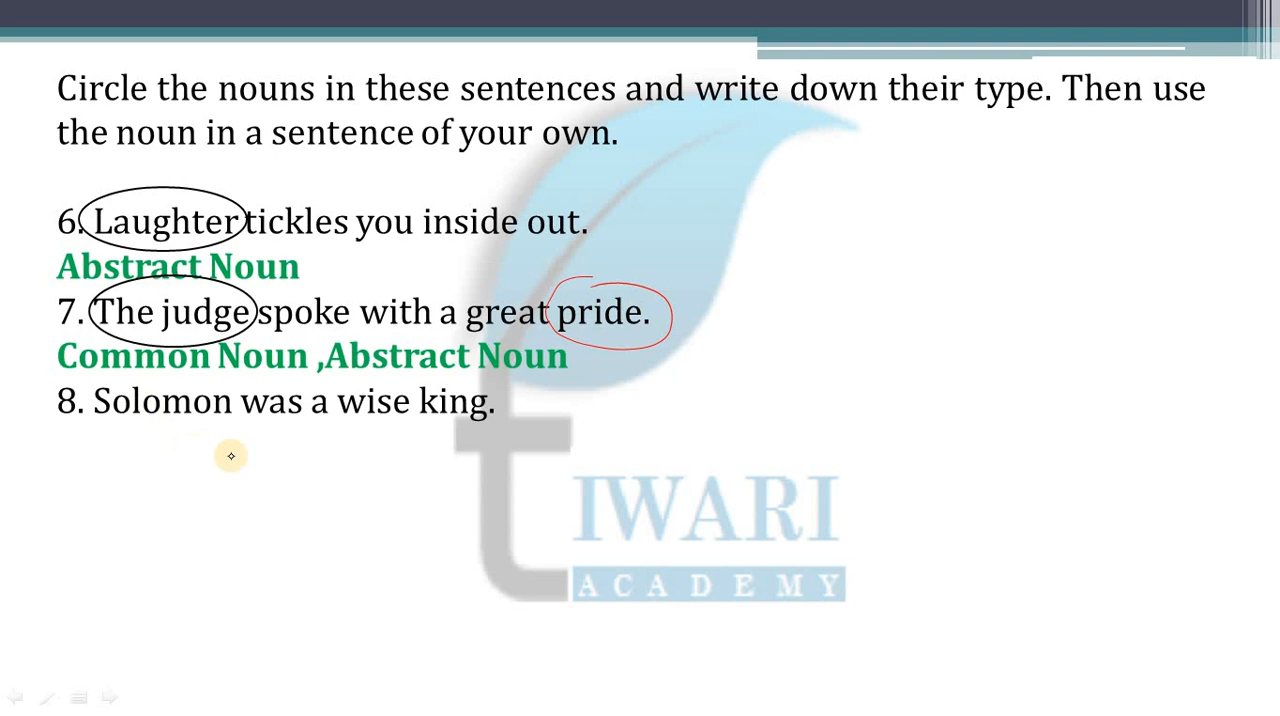 Circle the nouns in these sentences and write down their type. Then use
the noun in a sentence of your own.
6. Laughter tickles you inside out.
Abstract Noun
7. The judge spoke with a great pride.
Common Noun ,Abstract Noun
8. Solomon was a wise king.
tIWARI
ACADEMY